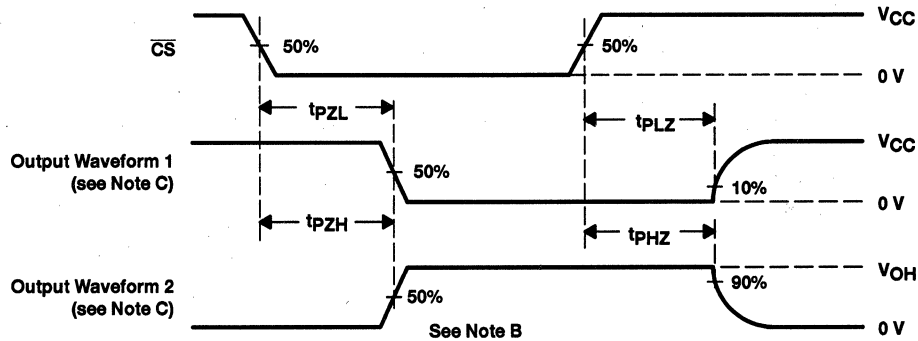 C̅S̅
50%
50%
VCC
0 V
tPZL
tPLZ
Output Waveform 1
(see Note C)
50%
10%
VCC
0 V
tPZH
tPHZ
Output Waveform 2
(see Note C)
50%
90%
VOH
0 V
See Note B